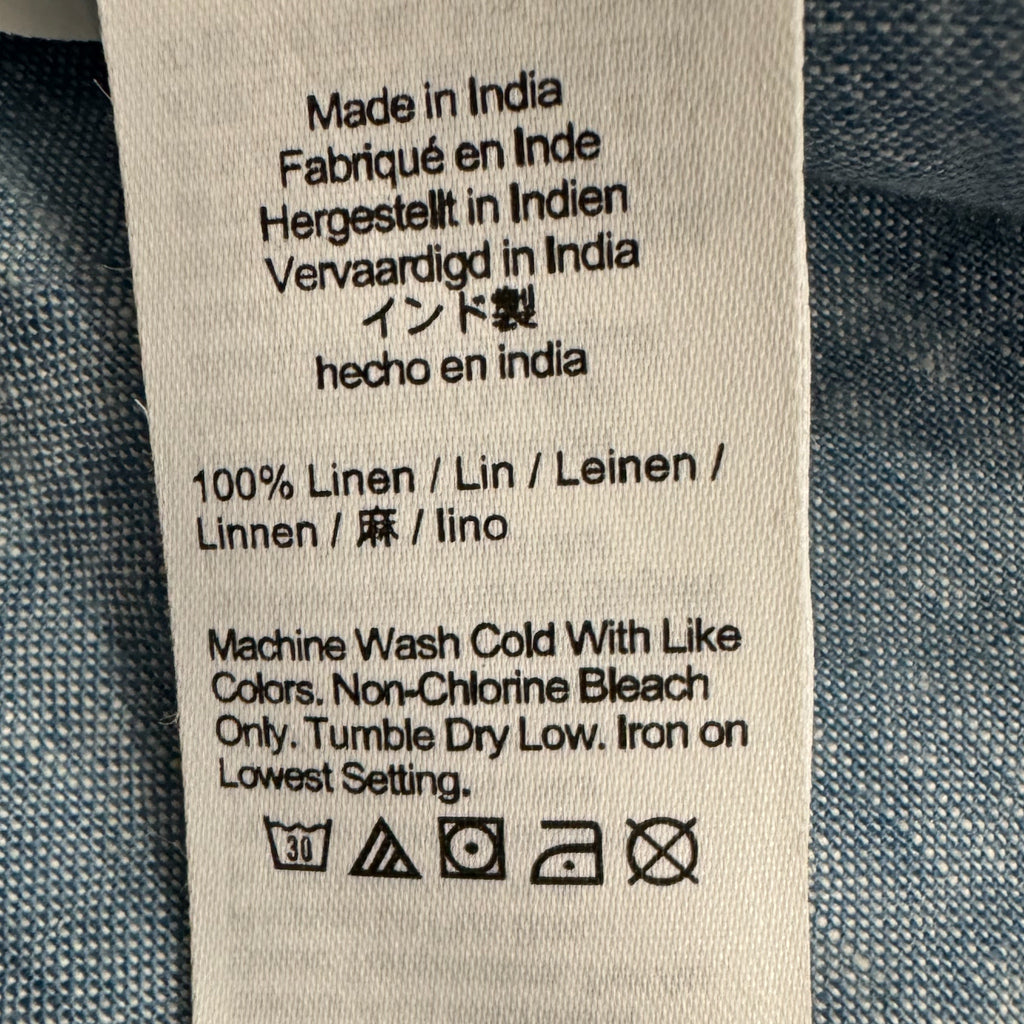 Made in India
Fabriqué en Inde
Hergestellt in Indien
Vervaardigd in India
インド製
hecho en india
100% Linen / Lin / Leinen /
Linnen / 麻 / lino
Machine Wash Cold With Like
Colors. Non-Chlorine Bleach
Only. Tumble Dry Low. Iron on
Lowest Setting.
30